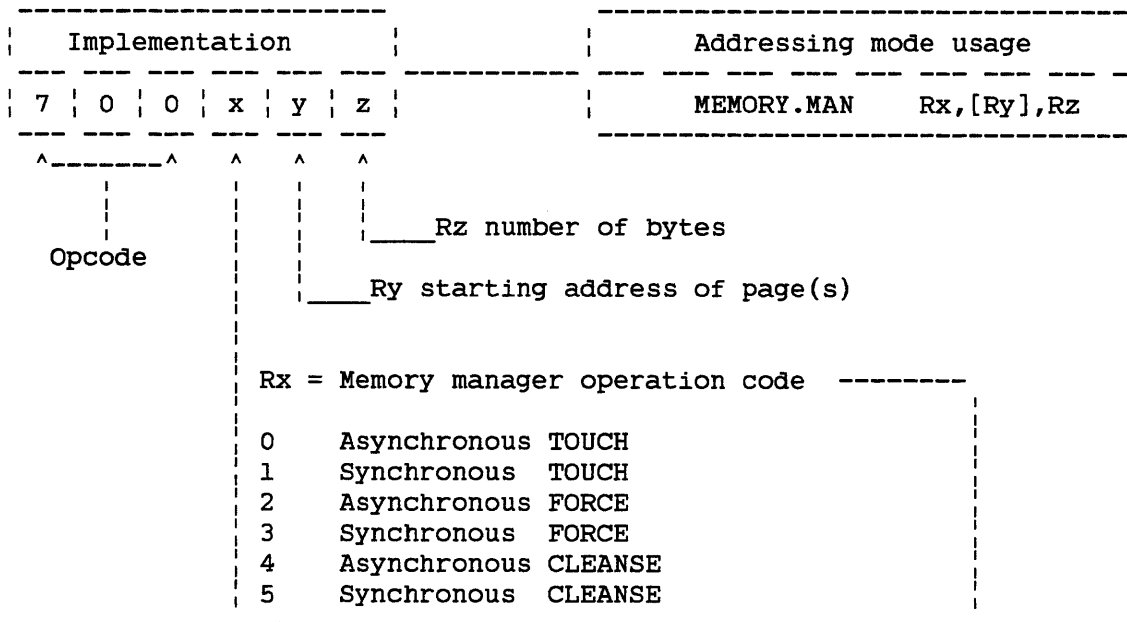 Implementation Addressing mode usage
7 0 0 x y z MEMORY.MAN Rx,[Ry],Rz
Rz number of bytes
Opcode
Ry starting address of page(s)
Rx = Memory manager operation code
0 Asynchronous TOUCH
1 Synchronous TOUCH
2 Asynchronous FORCE
3 Synchronous FORCE
4 Asynchronous CLEANSE
5 Synchronous CLEANSE